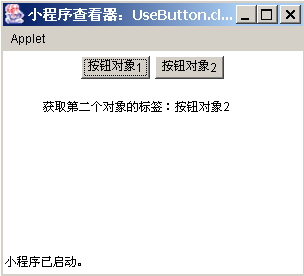 小程序查看器：UseButton.cl...
Applet
按钮对象1 按钮对象2
获取第二个对象的标签：按钮对象2
小程序已启动。